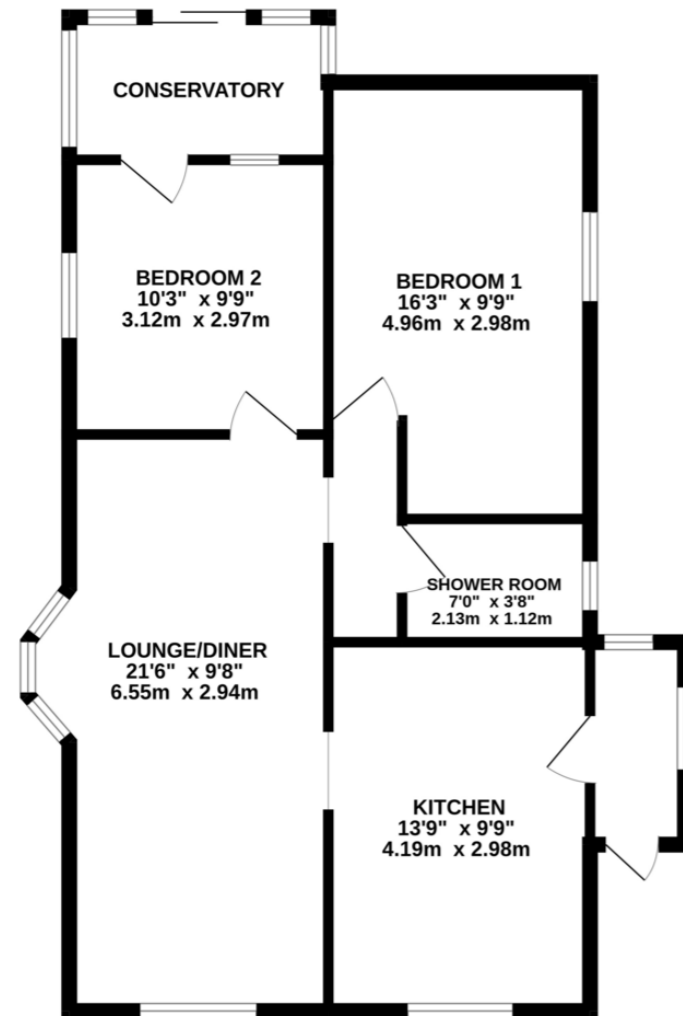 CONSERVATORY
BEDROOM 2
10'3" x 9'9"
3.12m x 2.97m
BEDROOM 1
16'3" x 9'9"
4.96m x 2.98m
SHOWER ROOM
7'0" x 3'8"
2.13m x 1.12m
LOUNGE/DINER
21'6" x 9'8"
6.55m x 2.94m
KITCHEN
13'9" x 9'9"
4.19m x 2.98m